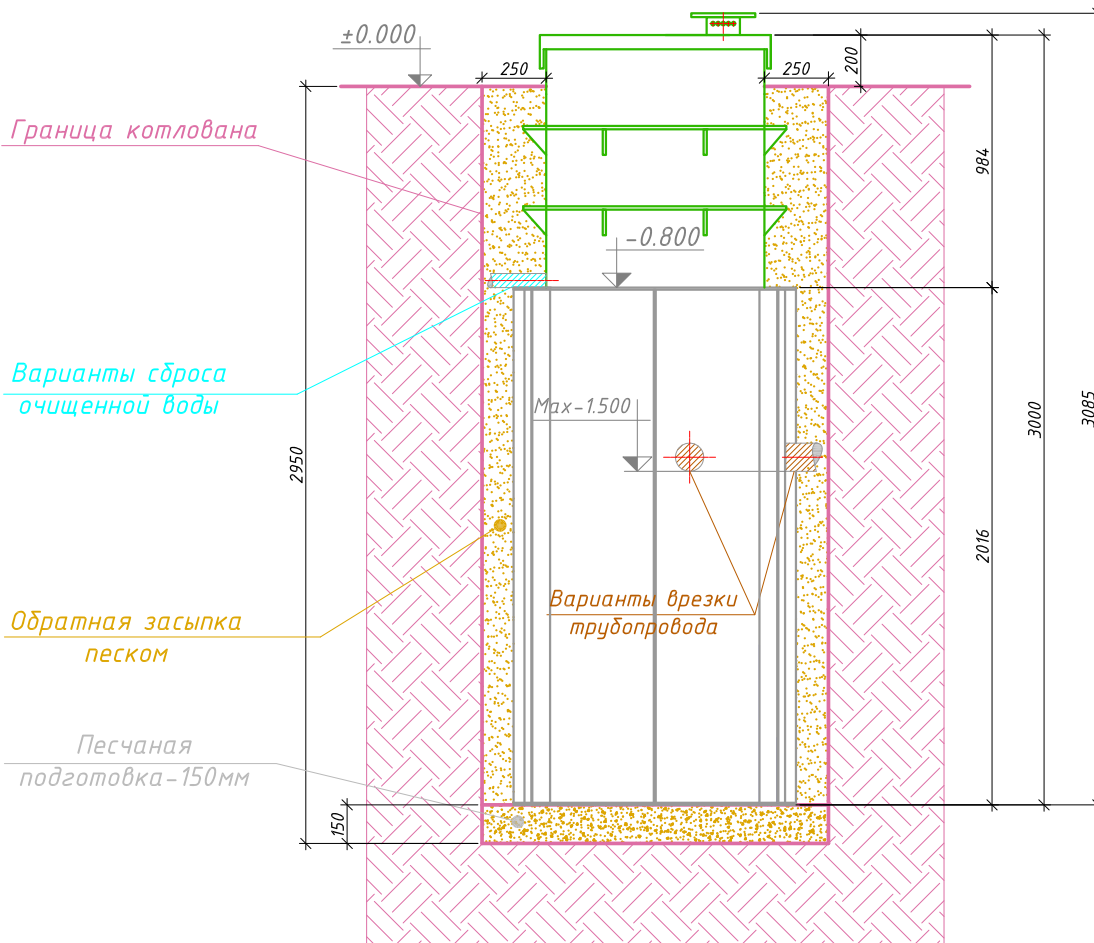 ±0.000
250
250
200
Граница котлована
984
-0.800
Варианты сброса
очищенной воды
Max-1.500
3085
3000
2950
2016
Варианты врезки
трубопровода
Обратная засыпка
песком
Песчаная
подготовка-150мм
150